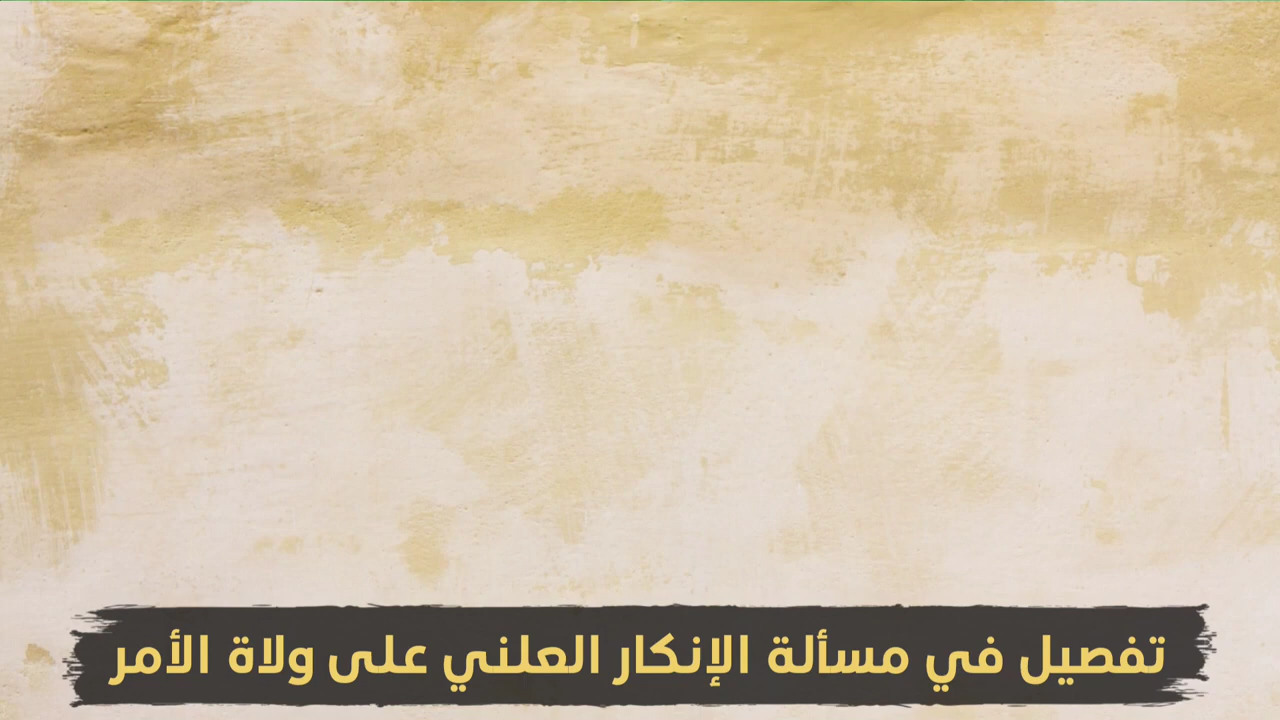 تفصيل في مسألة الإنكار العلني على ولاة الأمر